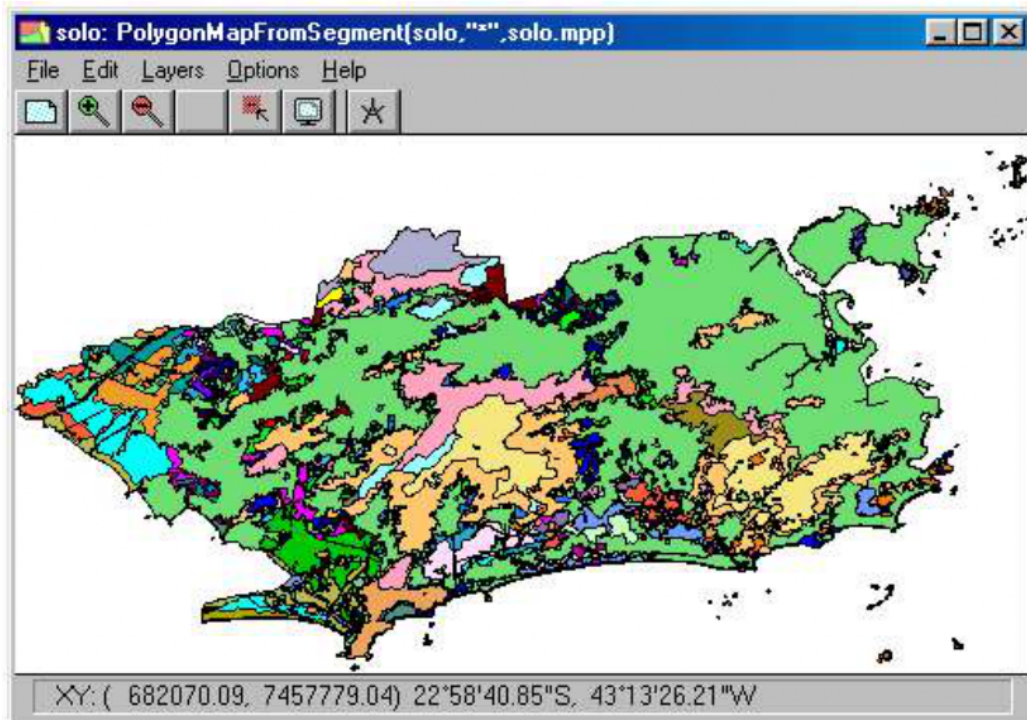 solo: PolygonMapFromSegment(solo,"*",solo.mpp)
File Edit Layers Options Help
XY: ( 682070.09, 7457779.04) 22°58'40.85"S, 43°13'26.21"W